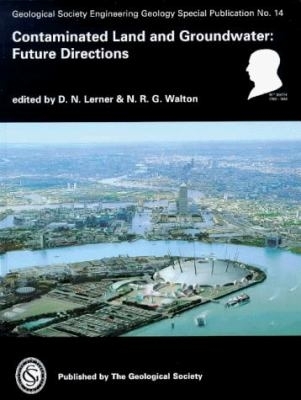 Geological Society Engineering Geology Special Publication No. 14
Contaminated Land and Groundwater:
Future Directions
edited by D. N. Lerner & N. R. G. Walton
Published by The Geological Society